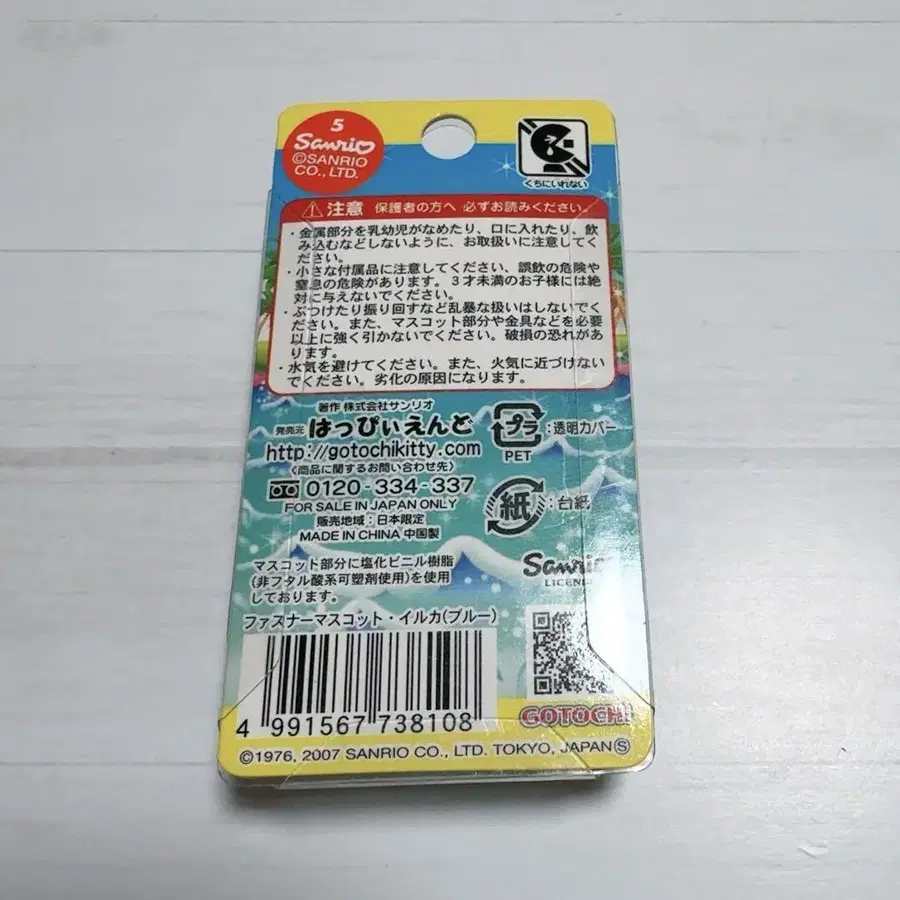 5
Sanrio
©SANRIO
CO., LTD.
くちにいれない
注意 保護者の方へ 必ずお読みください。
・金属部分を乳幼児がなめたり、口に入れたり、飲
み込むなどしないように、お取扱いに注意してく
ださい。
・小さな付属品に注意してください、誤飲の危険や
窒息の危険があります。3才未満のお子様には絶
対に与えないでください。
・ぶつけたり振り回すなど乱暴な扱いはしないでく
ださい。また、マスコット部分や金具などを必要
以上に強く引かないでください。破損の恐れがあ
ります。
・水気を避けてください。また、火気に近づけない
でください。劣化の原因になります。
著作 株式会社サンリオ
発売元 はっぴぃえんど
http://gotochikitty.com
〈商品に関するお問い合わせ先〉
0120-334-337
FOR SALE IN JAPAN ONLY
販売地域:日本限定
MADE IN CHINA 中国製
プラ:透明カバー
PET
紙:台紙
マスコット部分に塩化ビニル樹脂
(非フタル酸系可塑剤使用)を使用
しております。
Sanrio
LICENS
ファスナーマスコット・イルカ(ブルー)
4 991567 738108
GOTOCHI
©1976, 2007 SANRIO CO., LTD. TOKYO, JAPAN Ⓢ